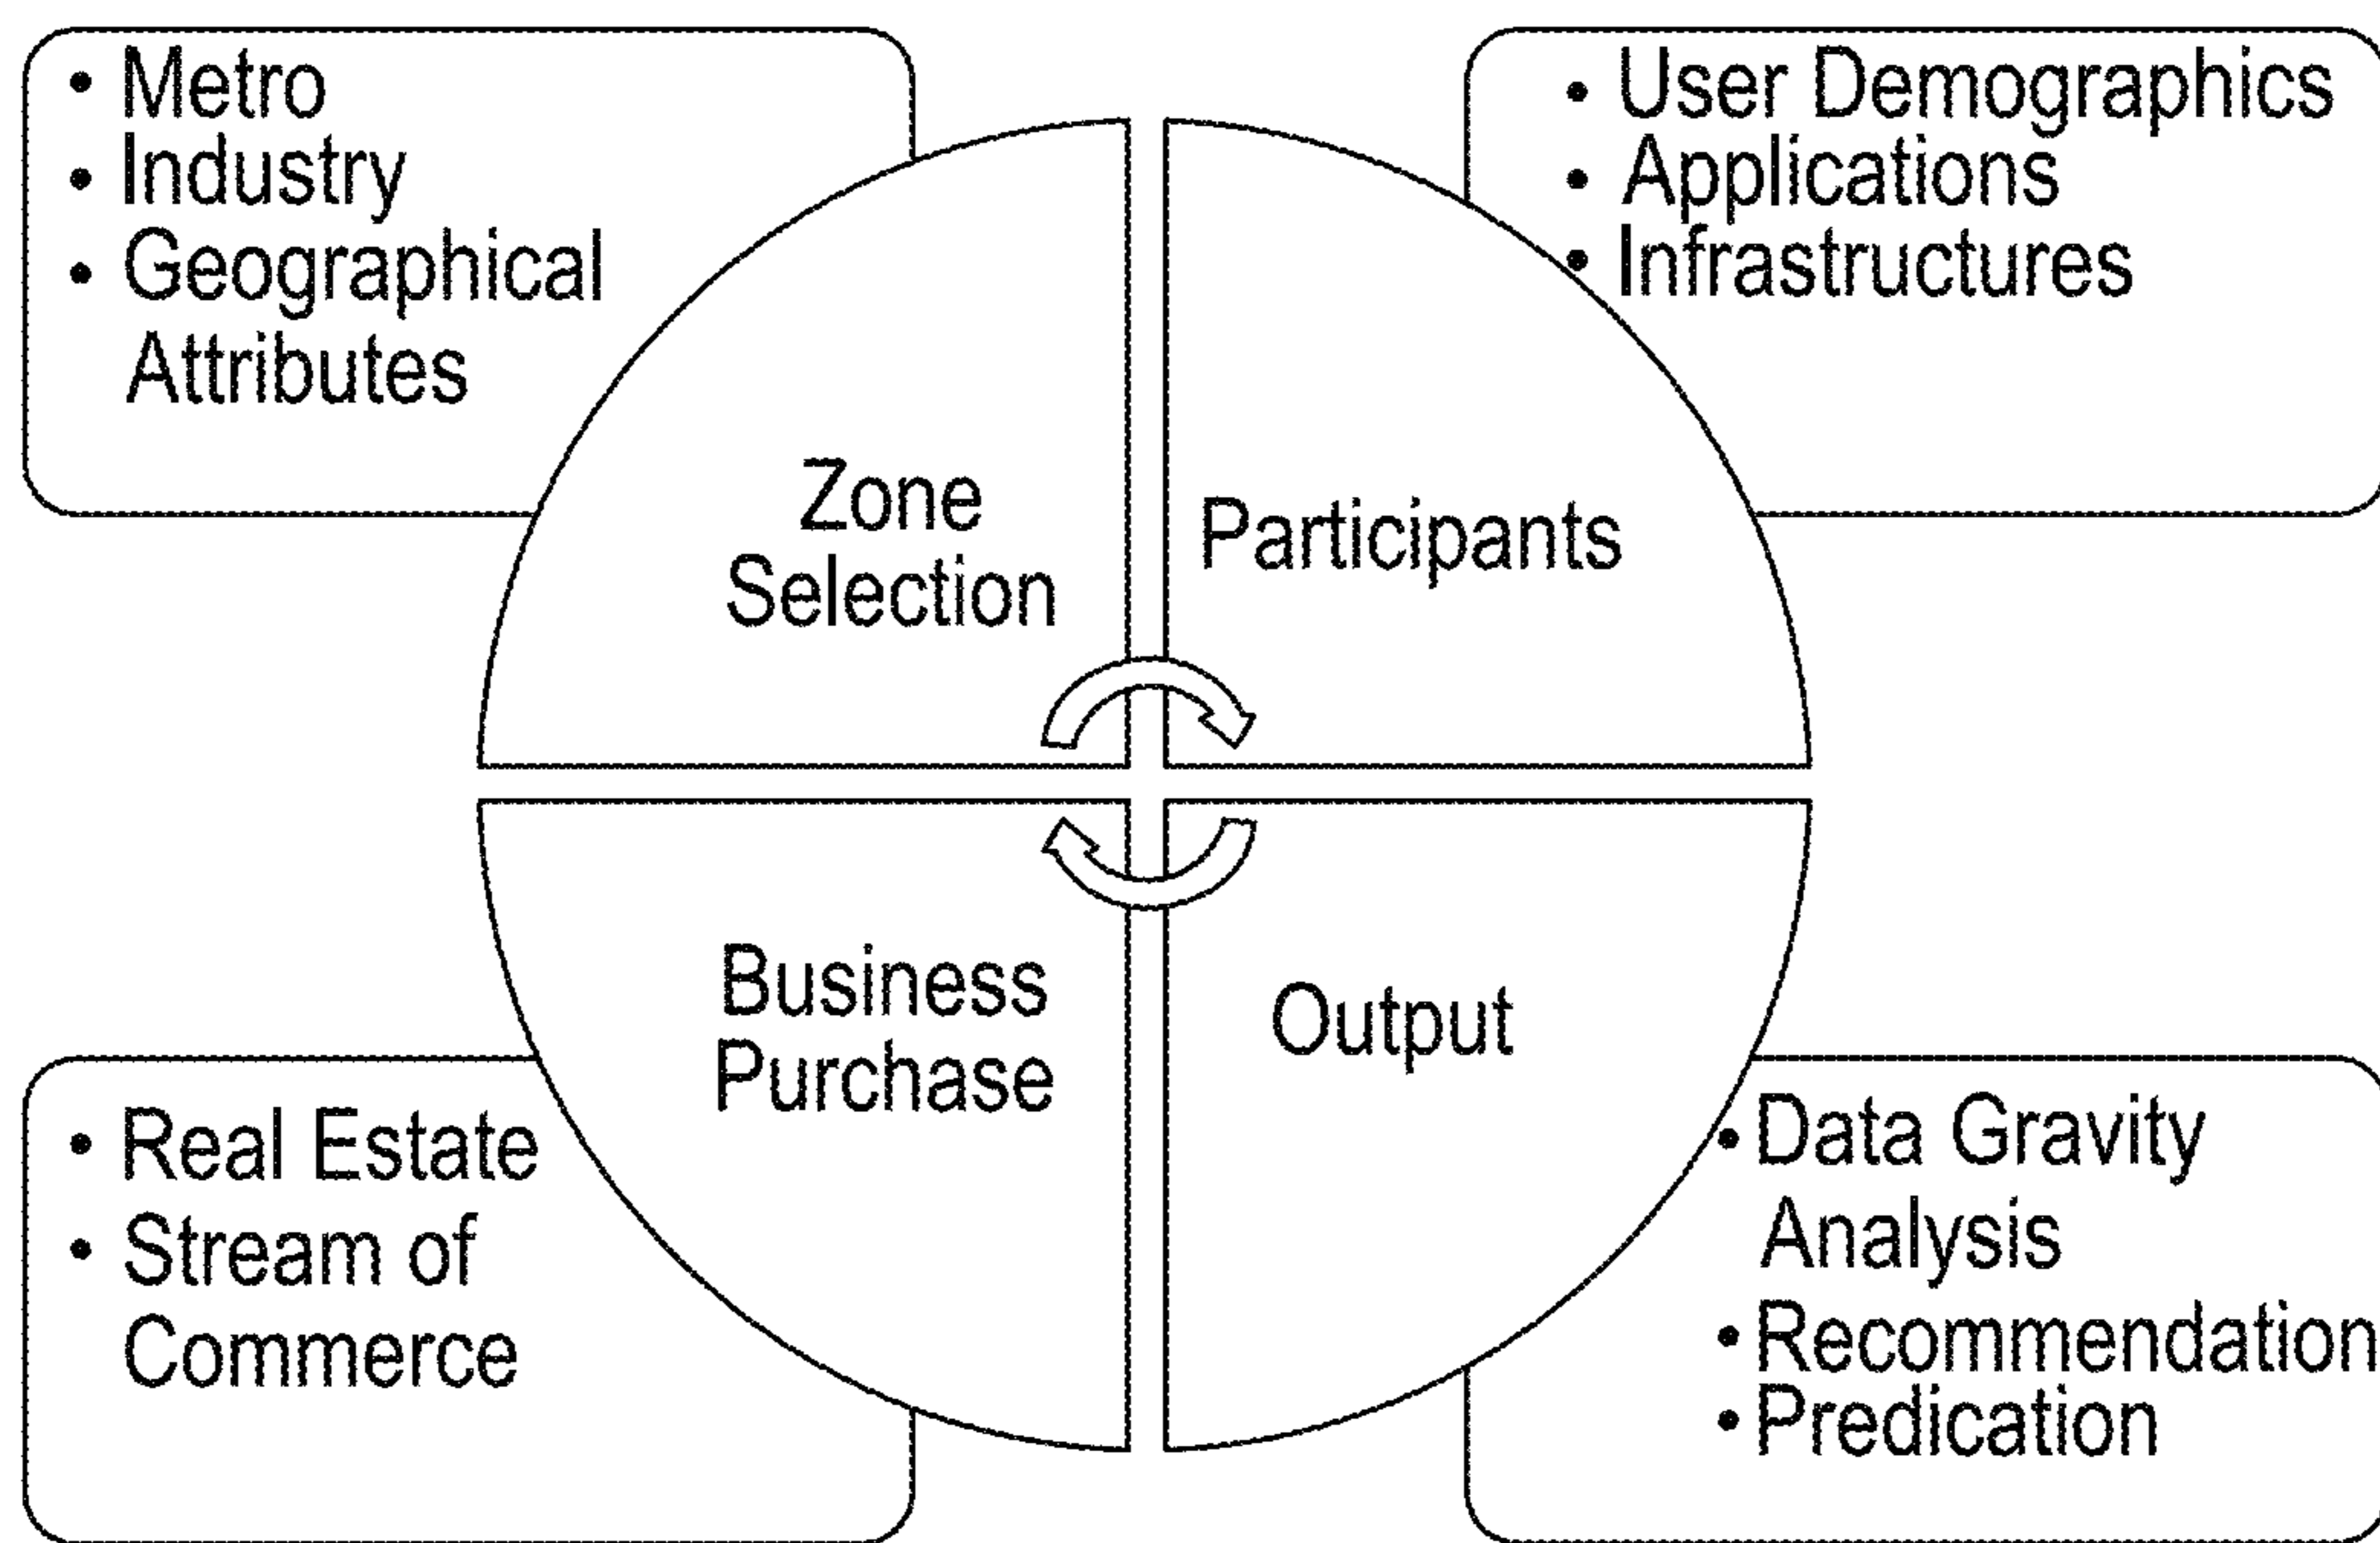 • Metro
• Industry
• Geographical
Attributes
• User Demographics
• Applications
• Infrastructures
Zone
Selection
Participants
Business
Purchase
Output
• Real Estate
• Stream of
Commerce
• Data Gravity
Analysis
• Recommendation
• Predication